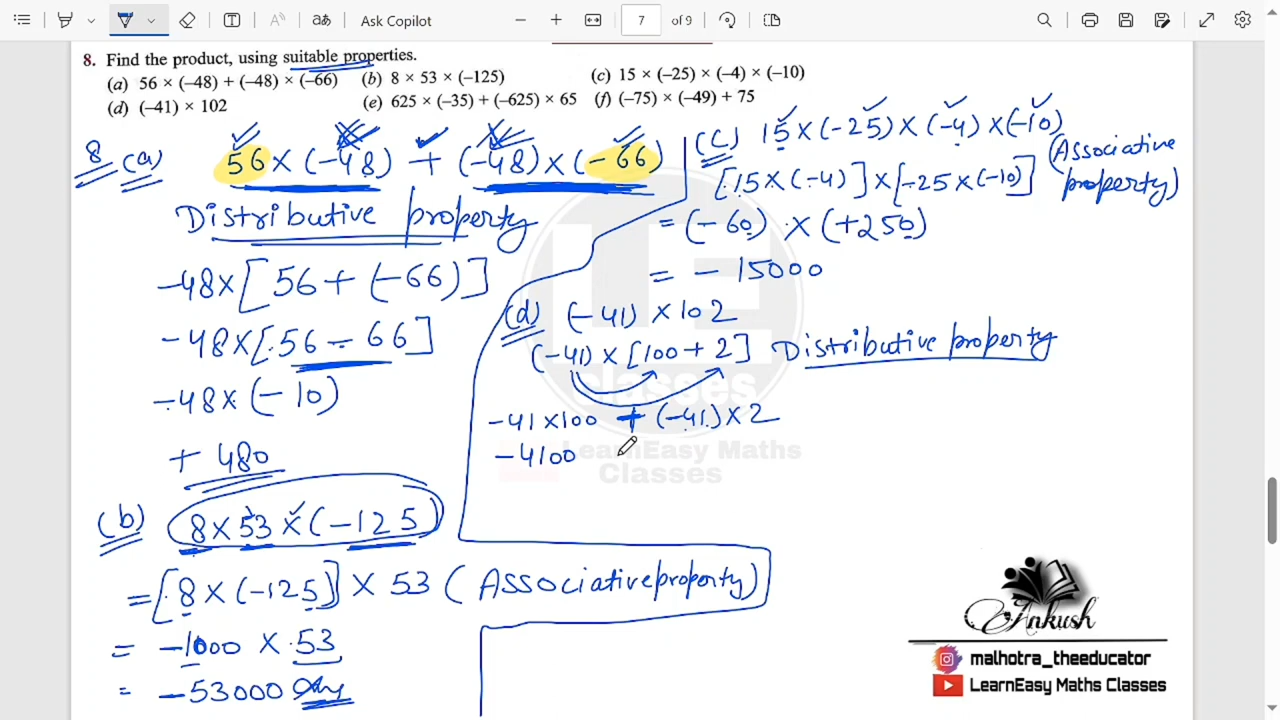 Ask Copilot
7
of 9
8. Find the product, using suitable properties.
(a) 56 × (–48) + (–48) × (–66) (b) 8 × 53 × (–125) (c) 15 × (–25) × (–4) × (–10)
(d) (–41) × 102 (e) 625 × (–35) + (–625) × 65 (f) (–75) × (–49) + 75
8 (a) 56 × (-48) + (-48) × (-66)
Distributive property
-48×[56 + (-66)]
-48×[56 - 66]
-48×(-10)
+ 480
(b) 8 × 53 × (-125)
= [8 × (-125)] × 53 (Associative property)
= -1000 × 53
= -53000 Ans
(c) 15 × (-25) × (-4) × (-10)
[15 × (-4)] × [-25 × (-10)] (Associative property)
= (-60) × (+250)
= - 15000
(d) (-41) × 102
(-41) × [100 + 2] Distributive property
-41 × 100 + (-41) × 2
-4100
LearnEasy Maths
Classes
Ankush
malhotra_theeducator
LearnEasy Maths Classes